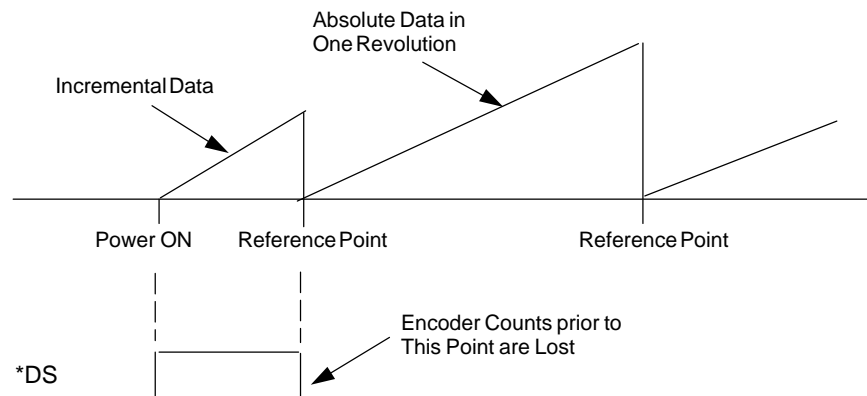 Absolute Data in
One Revolution
Incremental Data
Power ON
Reference Point
Reference Point
Encoder Counts prior to
This Point are Lost
*DS